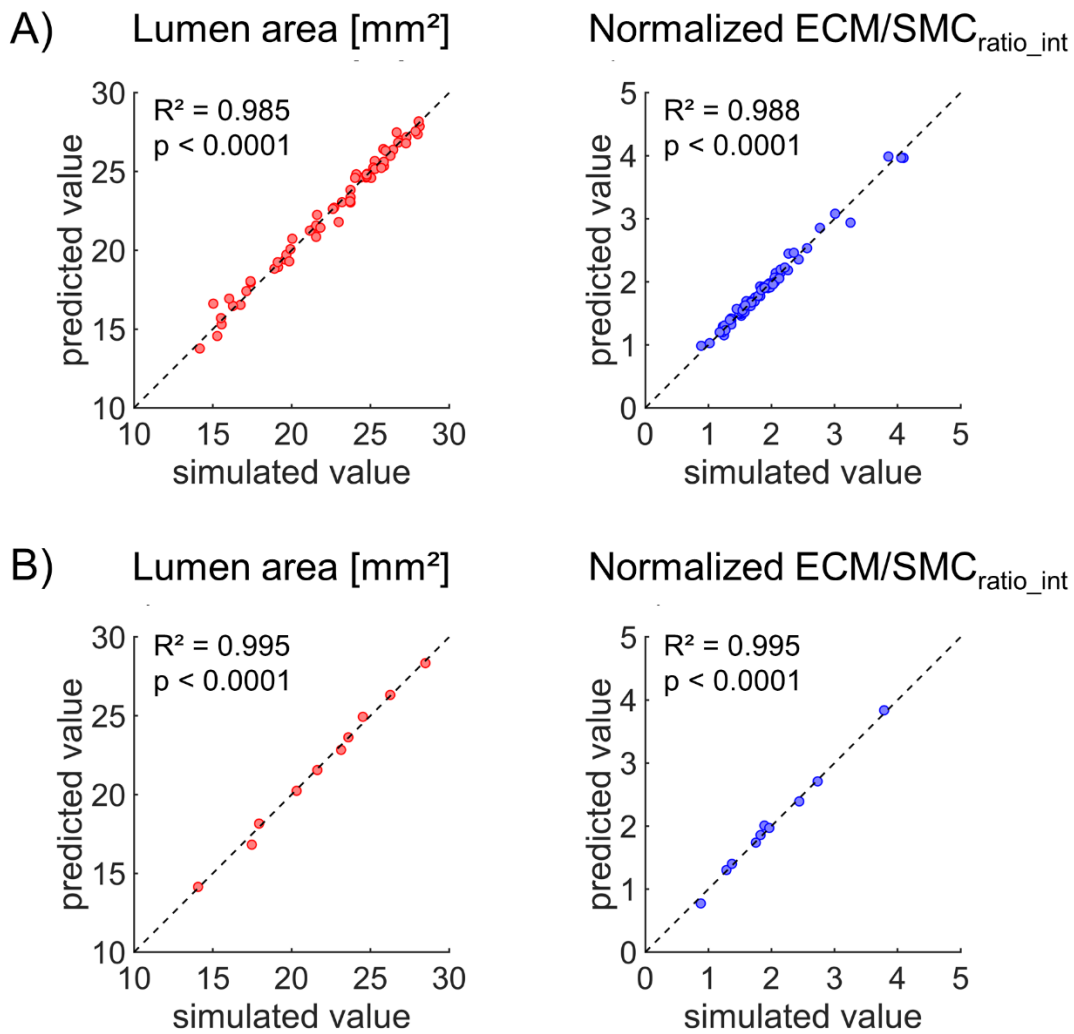 A)
Lumen area [mm²]
Normalized ECM/SMCratio_int
R² = 0.985
p < 0.0001
30
25
20
15
10
predicted value
10 15 20 25 30
simulated value
R² = 0.988
p < 0.0001
5
4
3
2
1
0
predicted value
0 1 2 3 4 5
simulated value
B)
Lumen area [mm²]
Normalized ECM/SMCratio_int
R² = 0.995
p < 0.0001
30
25
20
15
10
predicted value
10 15 20 25 30
simulated value
R² = 0.995
p < 0.0001
5
4
3
2
1
0
predicted value
0 1 2 3 4 5
simulated value